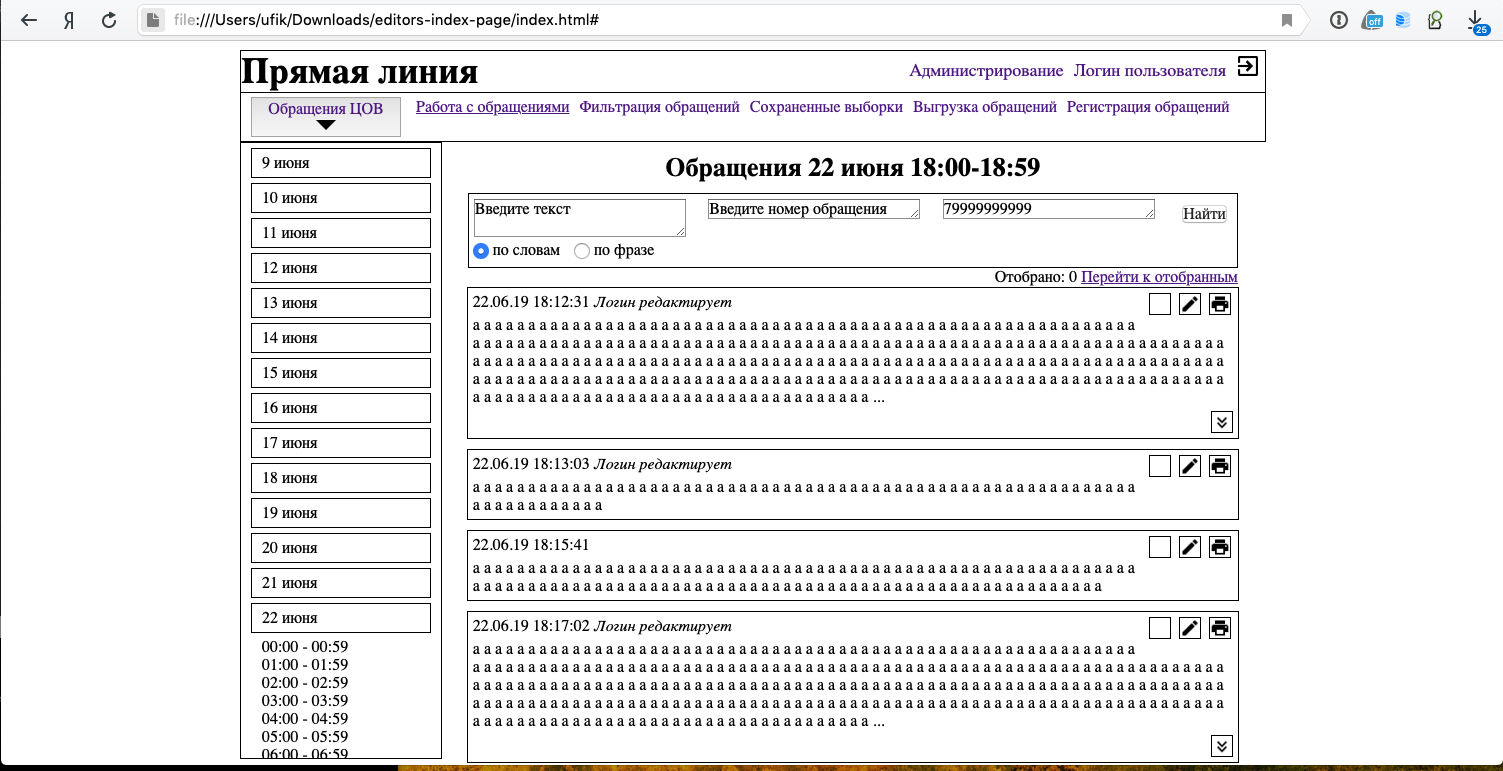 file:///Users/ufik/Downloads/editors-index-page/index.html#
off
25
Прямая линия
Администрирование Логин пользователя
Обращения ЦОВ
Работа с обращениями Фильтрация обращений Сохраненные выборки Выгрузка обращений Регистрация обращений
9 июня
10 июня
11 июня
12 июня
13 июня
14 июня
15 июня
16 июня
17 июня
18 июня
19 июня
20 июня
21 июня
22 июня
00:00 - 00:59
01:00 - 01:59
02:00 - 02:59
03:00 - 03:59
04:00 - 04:59
05:00 - 05:59
06:00 - 06:59
Обращения 22 июня 18:00-18:59
Введите текст
Введите номер обращения
79999999999
Найти
по словам по фразе
Отобрано: 0 Перейти к отобранным
22.06.19 18:12:31 Логин редактирует
а а а а а а а а а а а а а а а а а а а а а а а а а а а а а а а а а а а а а а а а а а а а а а а а а а а а а а а а а а а а
а а а а а а а а а а а а а а а а а а а а а а а а а а а а а а а а а а а а а а а а а а а а а а а а а а а а а а а а а а а а а а а а а а а а
а а а а а а а а а а а а а а а а а а а а а а а а а а а а а а а а а а а а а а а а а а а а а а а а а а а а а а а а а а а а а а а а а а а а
а а а а а а а а а а а а а а а а а а а а а а а а а а а а а а а а а а а а а а а а а а а а а а а а а а а а а а а а а а а а а а а а а а а а
а а а а а а а а а а а а а а а а а а а а а а а а а а а а а а а а а а а а ...
22.06.19 18:13:03 Логин редактирует
а а а а а а а а а а а а а а а а а а а а а а а а а а а а а а а а а а а а а а а а а а а а а а а а а а а а а а а а а а а а
а а а а а а а а а а а а
22.06.19 18:15:41
а а а а а а а а а а а а а а а а а а а а а а а а а а а а а а а а а а а а а а а а а а а а а а а а а а а а а а а а а а а а
а а а а а а а а а а а а а а а а а а а а а а а а а а а а а а а а а а а а а а а а а а а а а а а а а а а а а а а а а
22.06.19 18:17:02 Логин редактирует
а а а а а а а а а а а а а а а а а а а а а а а а а а а а а а а а а а а а а а а а а а а а а а а а а а а а а а а а а а а а
а а а а а а а а а а а а а а а а а а а а а а а а а а а а а а а а а а а а а а а а а а а а а а а а а а а а а а а а а а а а а а а а а а а а
а а а а а а а а а а а а а а а а а а а а а а а а а а а а а а а а а а а а а а а а а а а а а а а а а а а а а а а а а а а а а а а а а а а а
а а а а а а а а а а а а а а а а а а а а а а а а а а а а а а а а а а а а а а а а а а а а а а а а а а а а а а а а а а а а а а а а а а а а
а а а а а а а а а а а а а а а а а а а а а а а а а а а а а а а а а а а а ...